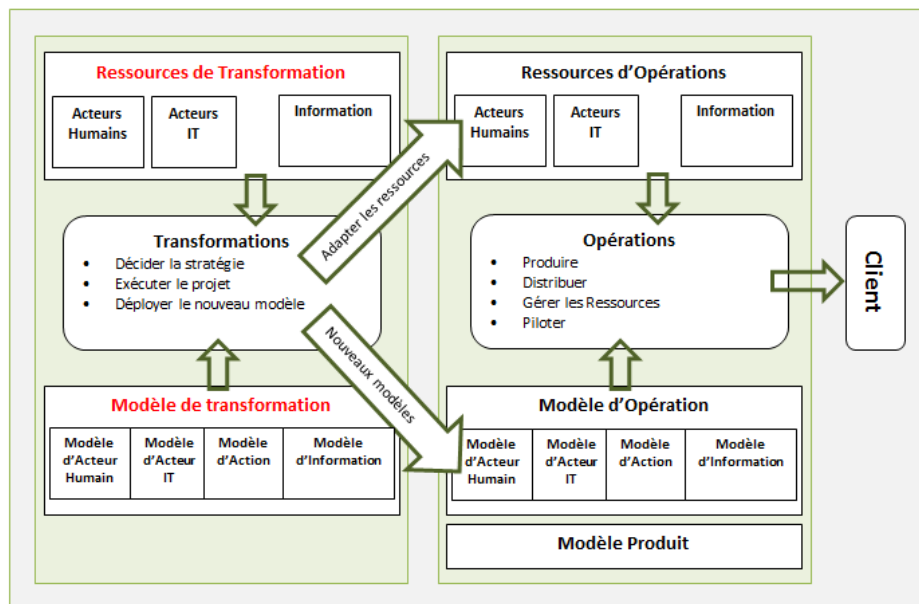 Ressources de Transformation
Acteurs
Humains
Acteurs
IT
Information
Transformations
• Décider la stratégie
• Exécuter le projet
• Déployer le nouveau modèle
Modèle de transformation
Modèle
d'Acteur
Humain
Modèle
d'Acteur
IT
Modèle
d'Action
Modèle
d'Information
Adapter les ressources
Nouveaux modèles
Ressources d'Opérations
Acteurs
Humains
Acteurs
IT
Information
Opérations
• Produire
• Distribuer
• Gérer les Ressources
• Piloter
Modèle d'Opération
Modèle
d'Acteur
Humain
Modèle
d'Acteur
IT
Modèle
d'Action
Modèle
d'Information
Modèle Produit
Client